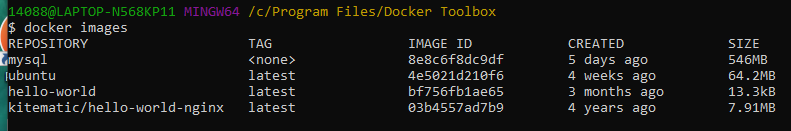 14088@LAPTOP-N568KP11 MINGW64 /c/Program Files/Docker Toolbox
$ docker images
REPOSITORY TAG IMAGE ID CREATED SIZE
mysql <none> 8e8c6f8dc9df 5 days ago 546MB
ubuntu latest 4e5021d210f6 4 weeks ago 64.2MB
hello-world latest bf756fb1ae65 3 months ago 13.3kB
kitematic/hello-world-nginx latest 03b4557ad7b9 4 years ago 7.91MB